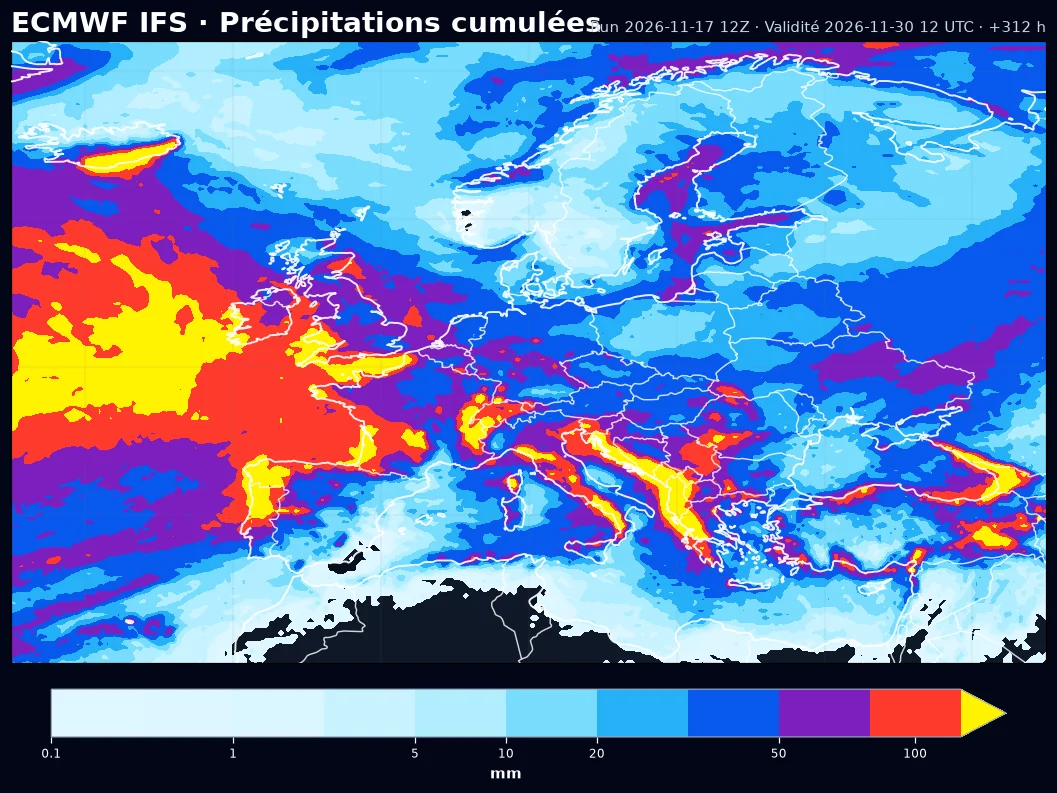 ECMWF IFS · Précipitations cumulées
Run 2026-11-17 12Z · Validité 2026-11-30 12 UTC · +312 h
0.1 1 5 10 20 50 100
mm